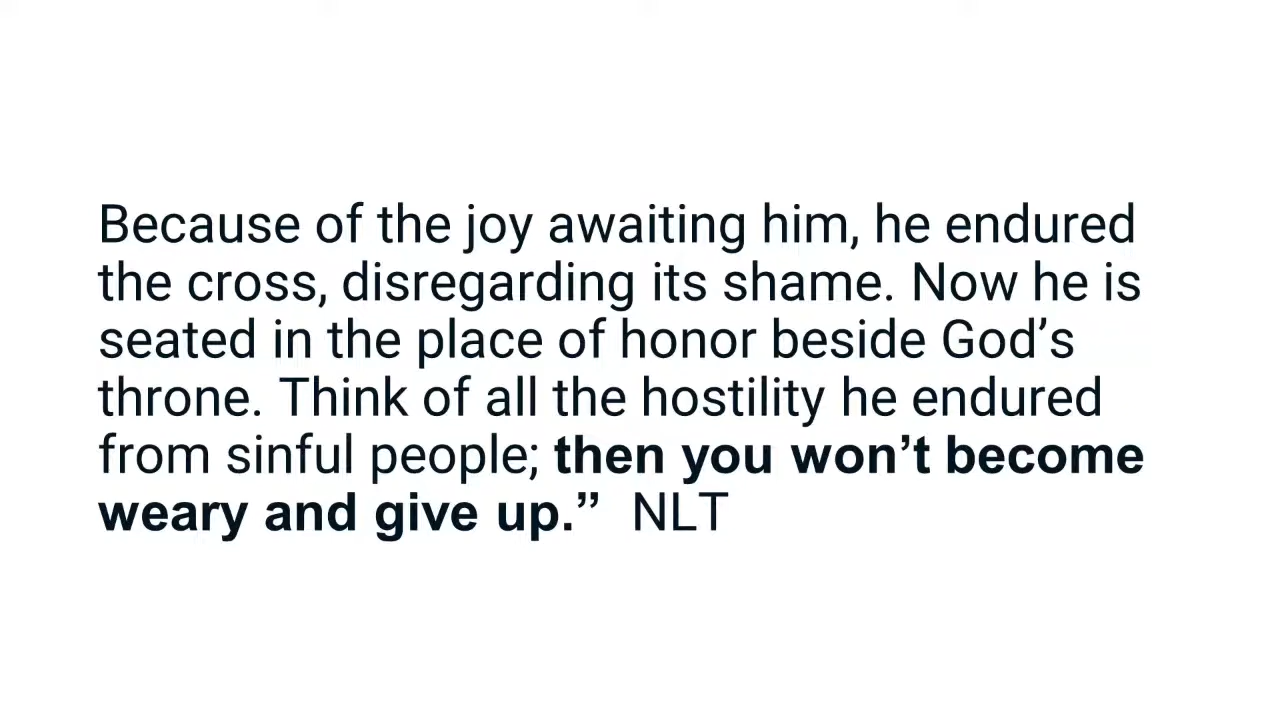 Because of the joy awaiting him, he endured
the cross, disregarding its shame. Now he is
seated in the place of honor beside God’s
throne. Think of all the hostility he endured
from sinful people; then you won’t become
weary and give up.”  NLT